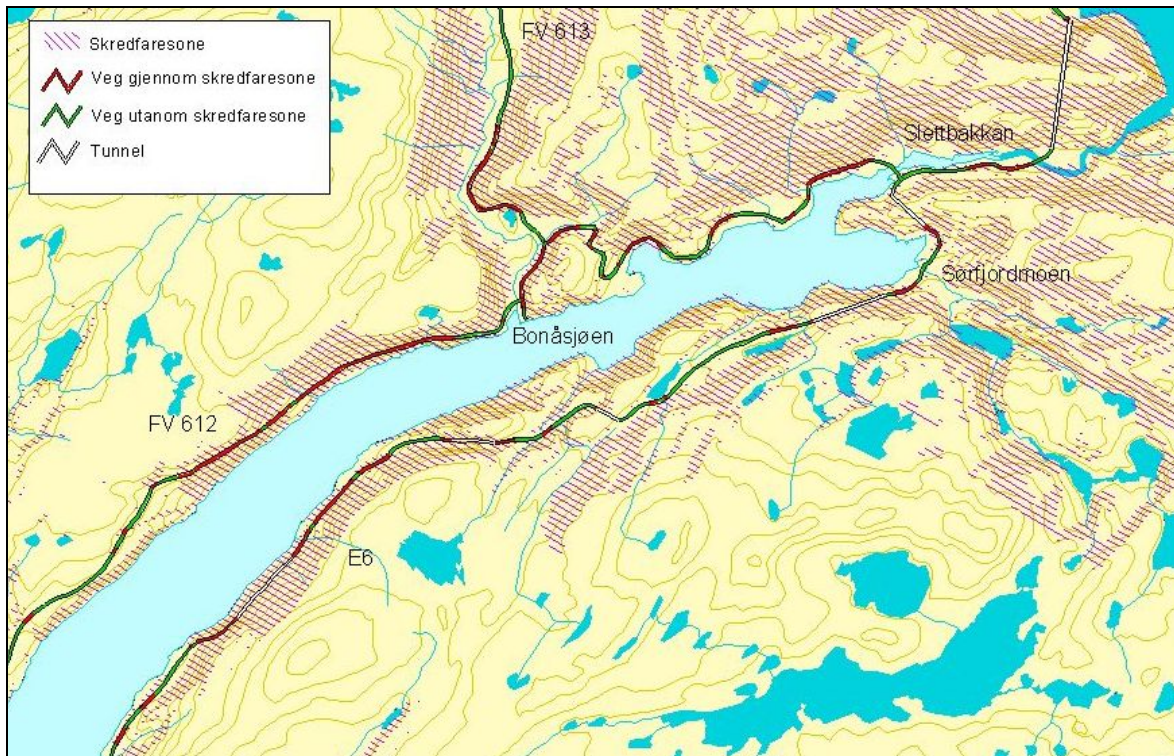 Skredfaresone
Veg gjennom skredfaresone
Veg utanom skredfaresone
Tunnel
FV 613
Slettbakkan
Sørfjordmoen
Bonåsjøen
FV 612
E6